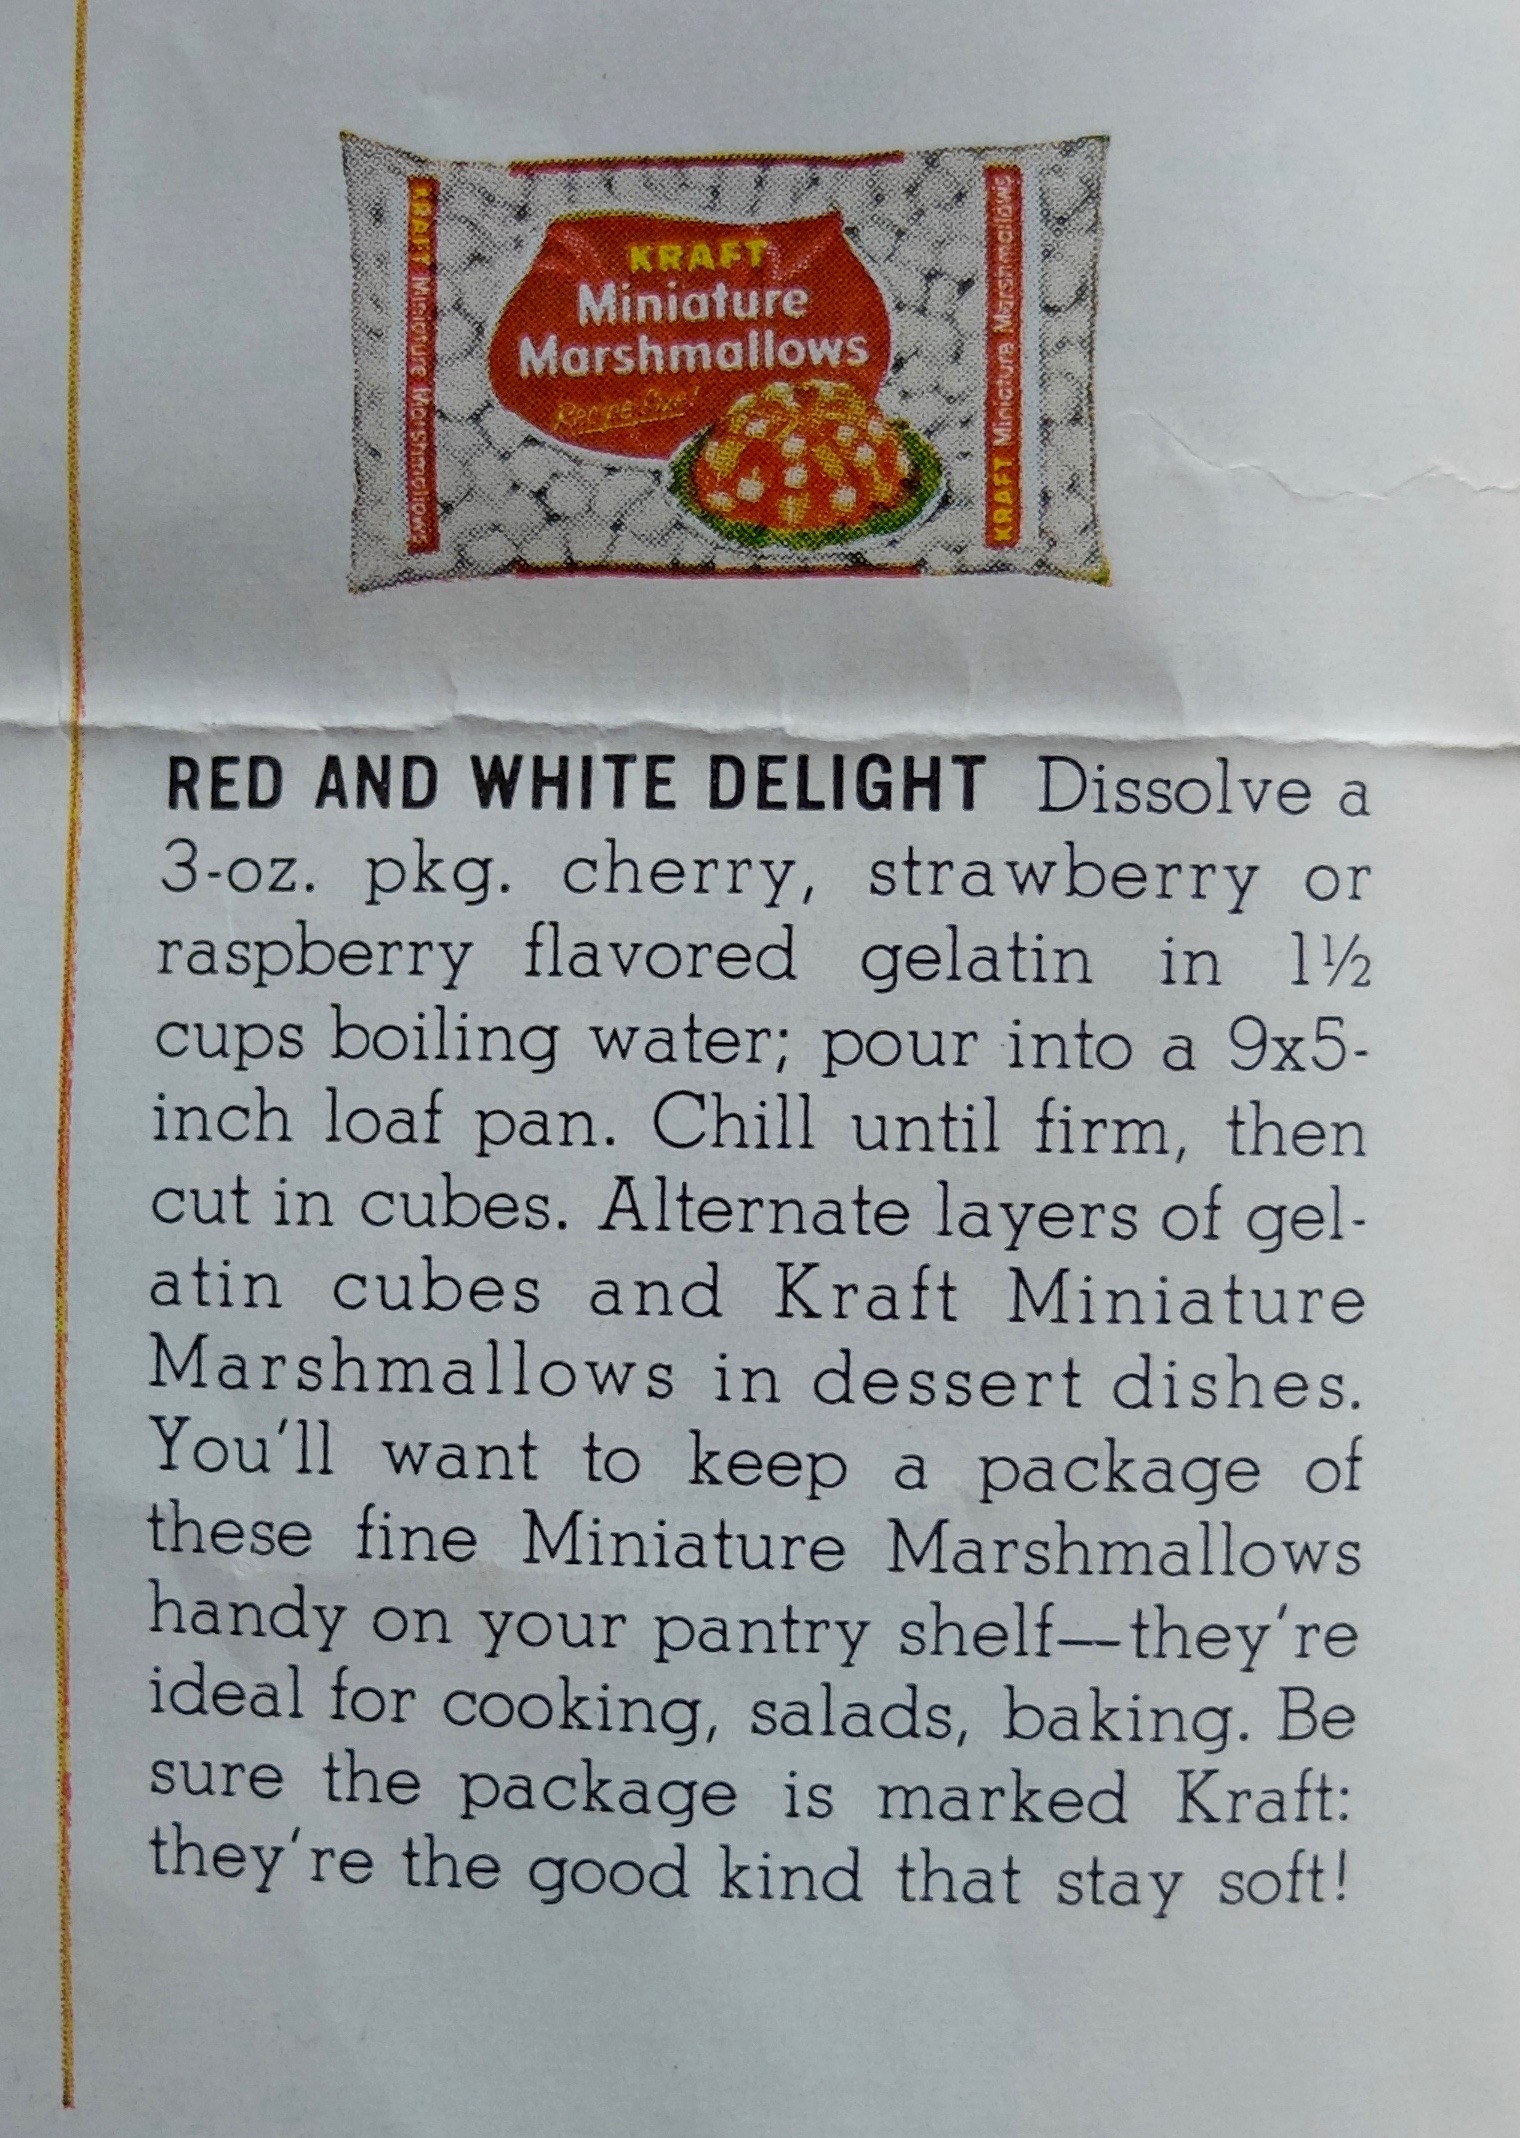 KRAFT
Miniature
Marshmallows
Recipe Over!
KRAFT Miniature Marshmallows
KRAFT Miniature Marshmallows
RED AND WHITE DELIGHT Dissolve a
3-oz. pkg. cherry, strawberry or
raspberry flavored gelatin in 1½
cups boiling water; pour into a 9x5-
inch loaf pan. Chill until firm, then
cut in cubes. Alternate layers of gel-
atin cubes and Kraft Miniature
Marshmallows in dessert dishes.
You'll want to keep a package of
these fine Miniature Marshmallows
handy on your pantry shelf—they're
ideal for cooking, salads, baking. Be
sure the package is marked Kraft:
they're the good kind that stay soft!